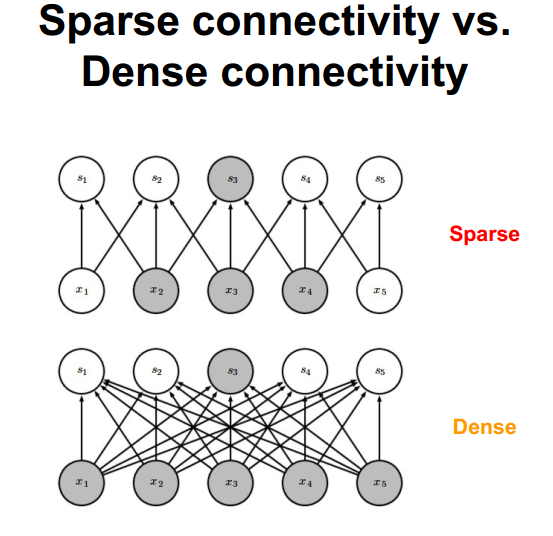 Sparse connectivity vs.
Dense connectivity
s1 s2 s3 s4 s5
Sparse
x1 x2 x3 x4 x5
s1 s2 s3 s4 s5
Dense
x1 x2 x3 x4 x5